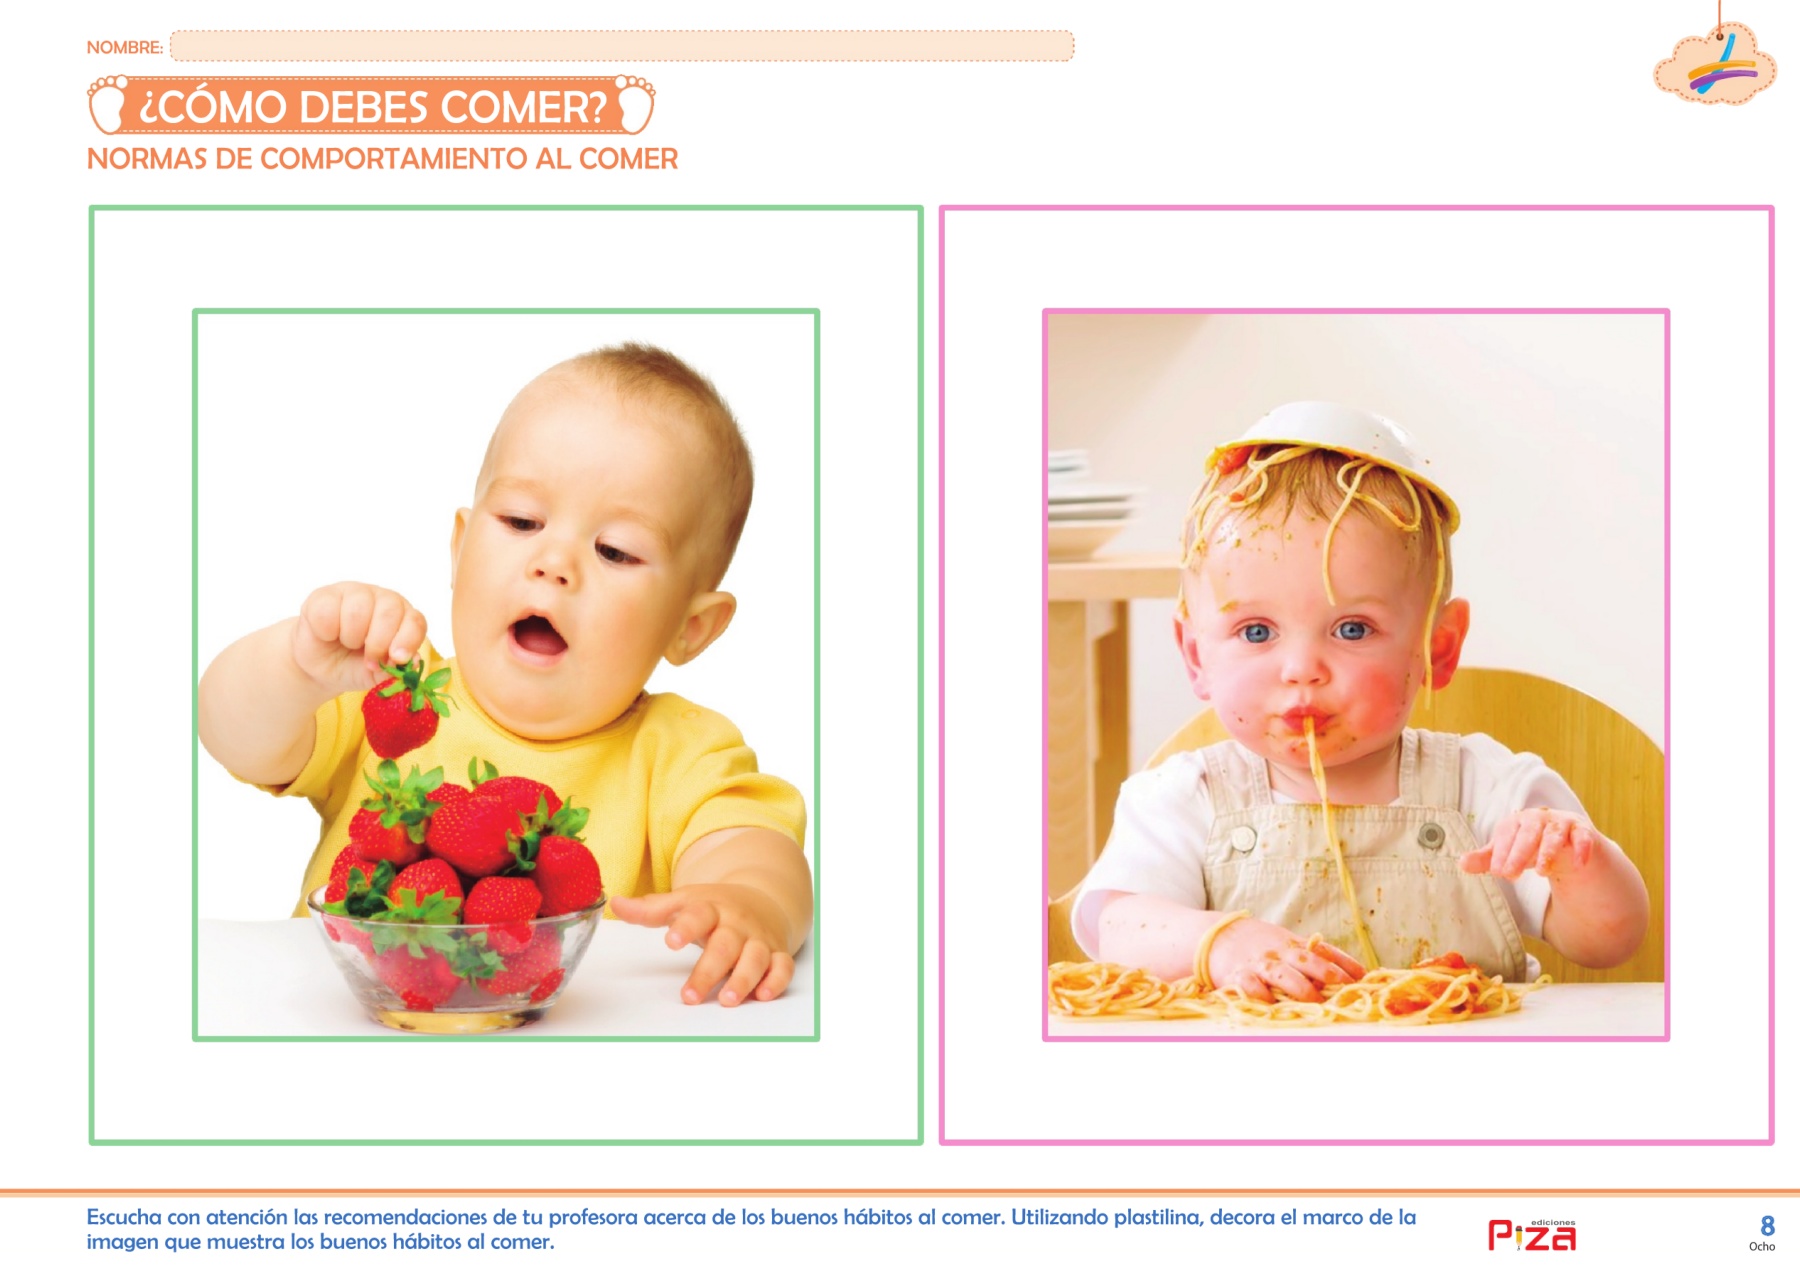 NOMBRE:
¿CÓMO DEBES COMER?
NORMAS DE COMPORTAMIENTO AL COMER
Escucha con atención las recomendaciones de tu profesora acerca de los buenos hábitos al comer. Utilizando plastilina, decora el marco de la
imagen que muestra los buenos hábitos al comer.
ediciones
Piza
8
Ocho